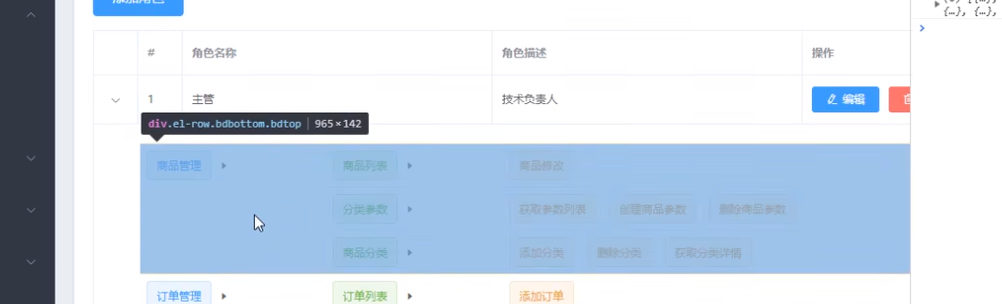 添加角色
# 角色名称 角色描述 操作
1 主管 技术负责人 编辑
div.el-row.bdbottom.bdtop 965×142
商品管理 商品列表 商品修改
分类参数 获取参数列表 创建商品参数 删除商品参数
商品分类 添加分类 删除分类 获取分类详情
订单管理 订单列表 添加订单
{…}, {…},